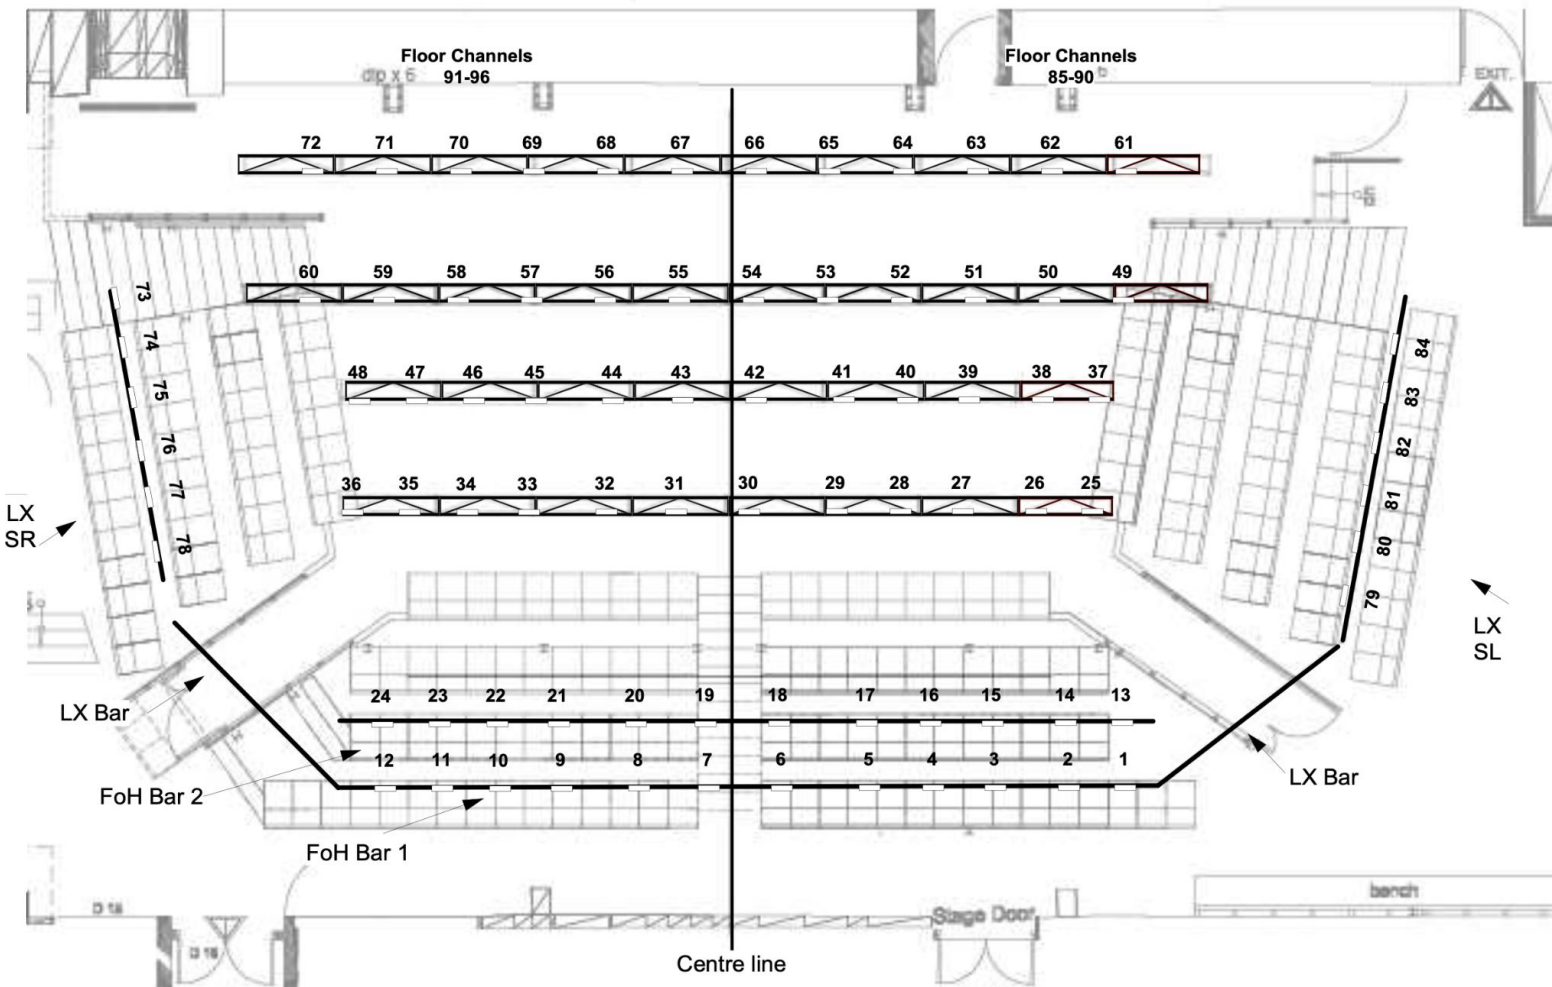 Floor Channels
91-96
Floor Channels
85-90
dip x 6
EXIT.
72 71 70 69 68 67 66 65 64 63 62 61
60 59 58 57 56 55 54 53 52 51 50 49
48 47 46 45 44 43 42 41 40 39 38 37
36 35 34 33 32 31 30 29 28 27 26 25
73
74
75
76
77
78
84
83
82
81
80
79
LX
SR
LX
SL
24 23 22 21 20 19 18 17 16 15 14 13
12 11 10 9 8 7 6 5 4 3 2 1
LX Bar
LX Bar
FoH Bar 2
FoH Bar 1
bench
Stage Door
Centre line